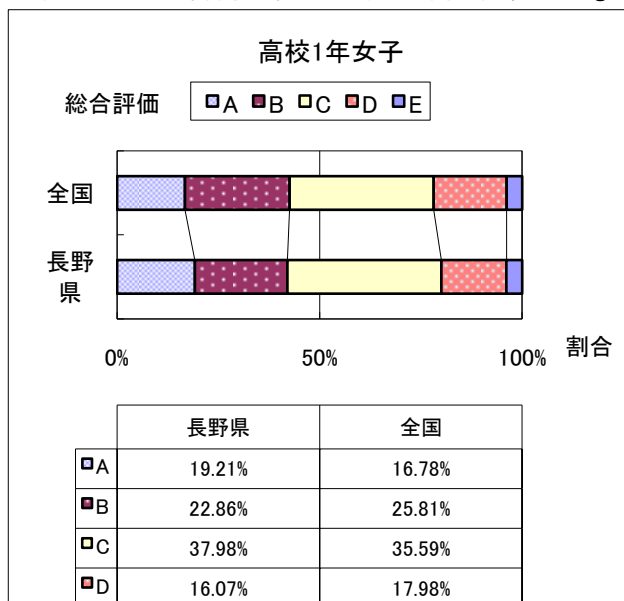 高校1年女子
総合評価 A B C D E
全国
長野
県
0% 50% 100% 割合
長野県 全国
A 19.21% 16.78%
B 22.86% 25.81%
C 37.98% 35.59%
D 16.07% 17.98%